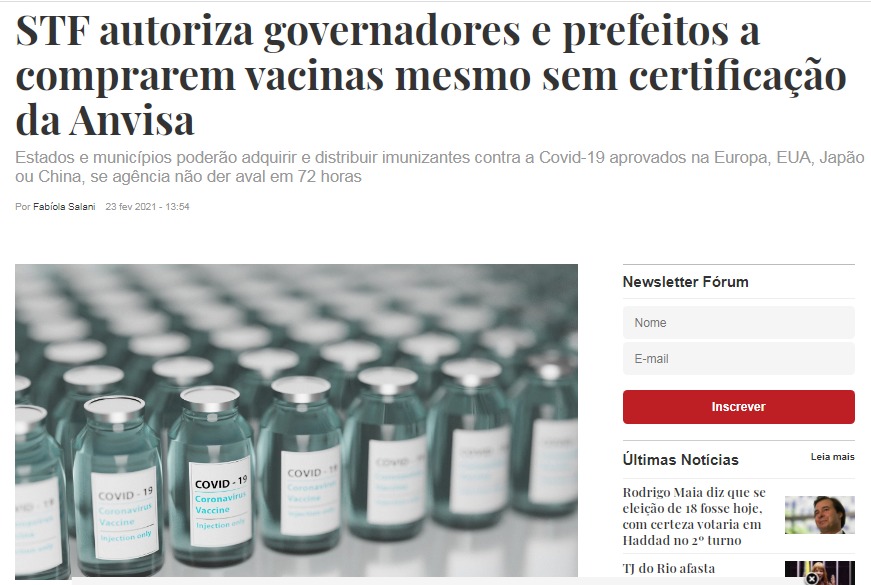 STF autoriza governadores e prefeitos a
comprarem vacinas mesmo sem certificação
da Anvisa
Estados e municípios poderão adquirir e distribuir imunizantes contra a Covid-19 aprovados na Europa, EUA, Japão
ou China, se agência não der aval em 72 horas
Por Fabíola Salani 23 fev 2021 - 13:54
COVID - 19
Coronavirus
Vaccine
Injection only
COVID - 19
Coronavirus
Vaccine
Injection only
COVID - 19
Coronavirus
Vaccine
Injection only
Newsletter Fórum
Nome
E-mail
Inscrever
Últimas Notícias
Leia mais
Rodrigo Maia diz que se
eleição de 18 fosse hoje,
com certeza votaria em
Haddad no 2º turno
TJ do Rio afasta